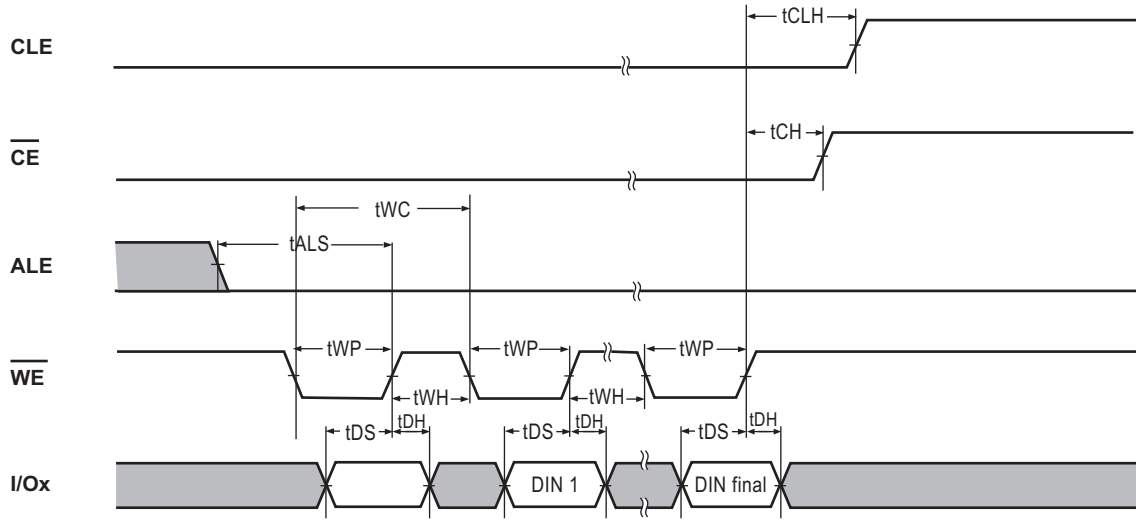 tCLH
CLE
tCH
CE
tWC
tALS
ALE
tWP tWP tWP
WE
tWH tWH
tDS tDH tDS tDH tDS tDH
I/Ox DIN 1 DIN final